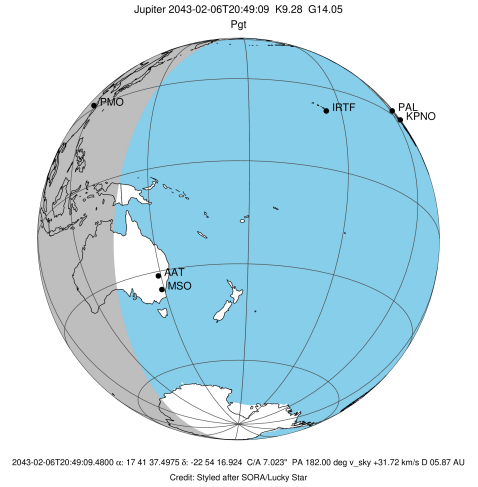 Jupiter 2043-02-06T20:49:09  K9.28  G14.05
Pgt
PMO
IRTF
PAL
KPNO
AAT
MSO
2043-02-06T20:49:09.4800 α: 17 41 37.4975 δ: -22 54 16.924  C/A 7.023"  PA 182.00 deg v_sky +31.72 km/s D 05.87 AU
Credit: Styled after SORA/Lucky Star